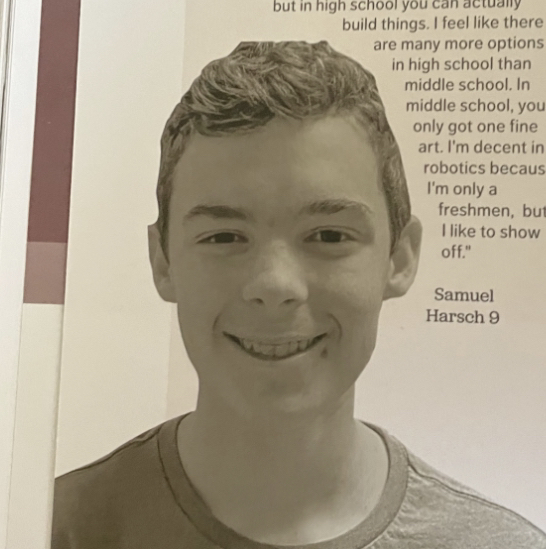 but in high school you can actually
build things. I feel like there
are many more options
in high school than
middle school. In
middle school, you
only got one fine
art. I'm decent in
robotics becaus
I'm only a
freshmen, but
I like to show
off."
Samuel
Harsch 9